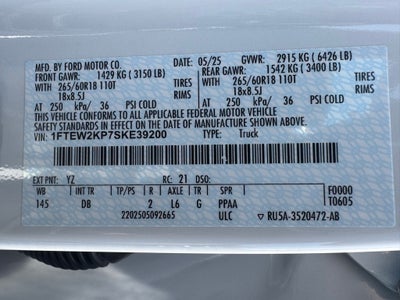 MFD. BY FORD MOTOR CO. 05/25 GVWR: 2915 KG (6426 LB)
FRONT GAWR: 1429 KG (3150 LB) REAR GAWR: 1542 KG (3400 LB)
WITH 265/60R18 110T TIRES WITH 265/60R18 110T TIRES
18x8.5J RIMS 18x8.5J RIMS
AT 250 kPa/ 36 PSI COLD AT 250 kPa/ 36 PSI COLD
THIS VEHICLE CONFORMS TO ALL APPLICABLE FEDERAL MOTOR VEHICLE
SAFETY STANDARDS IN EFFECT ON THE DATE OF MANUFACTURE SHOWN ABOVE.
VIN: 1FTEW2KP7SKE39200 TYPE: Truck
EXT PNT: YZ RC: 21 DSO: F0000
WB INT TR TP/PS R AXLE TR SPR T0605
145 DB 2 L6 G PPAA
2202505092665 ULC RU5A-3520472-AB